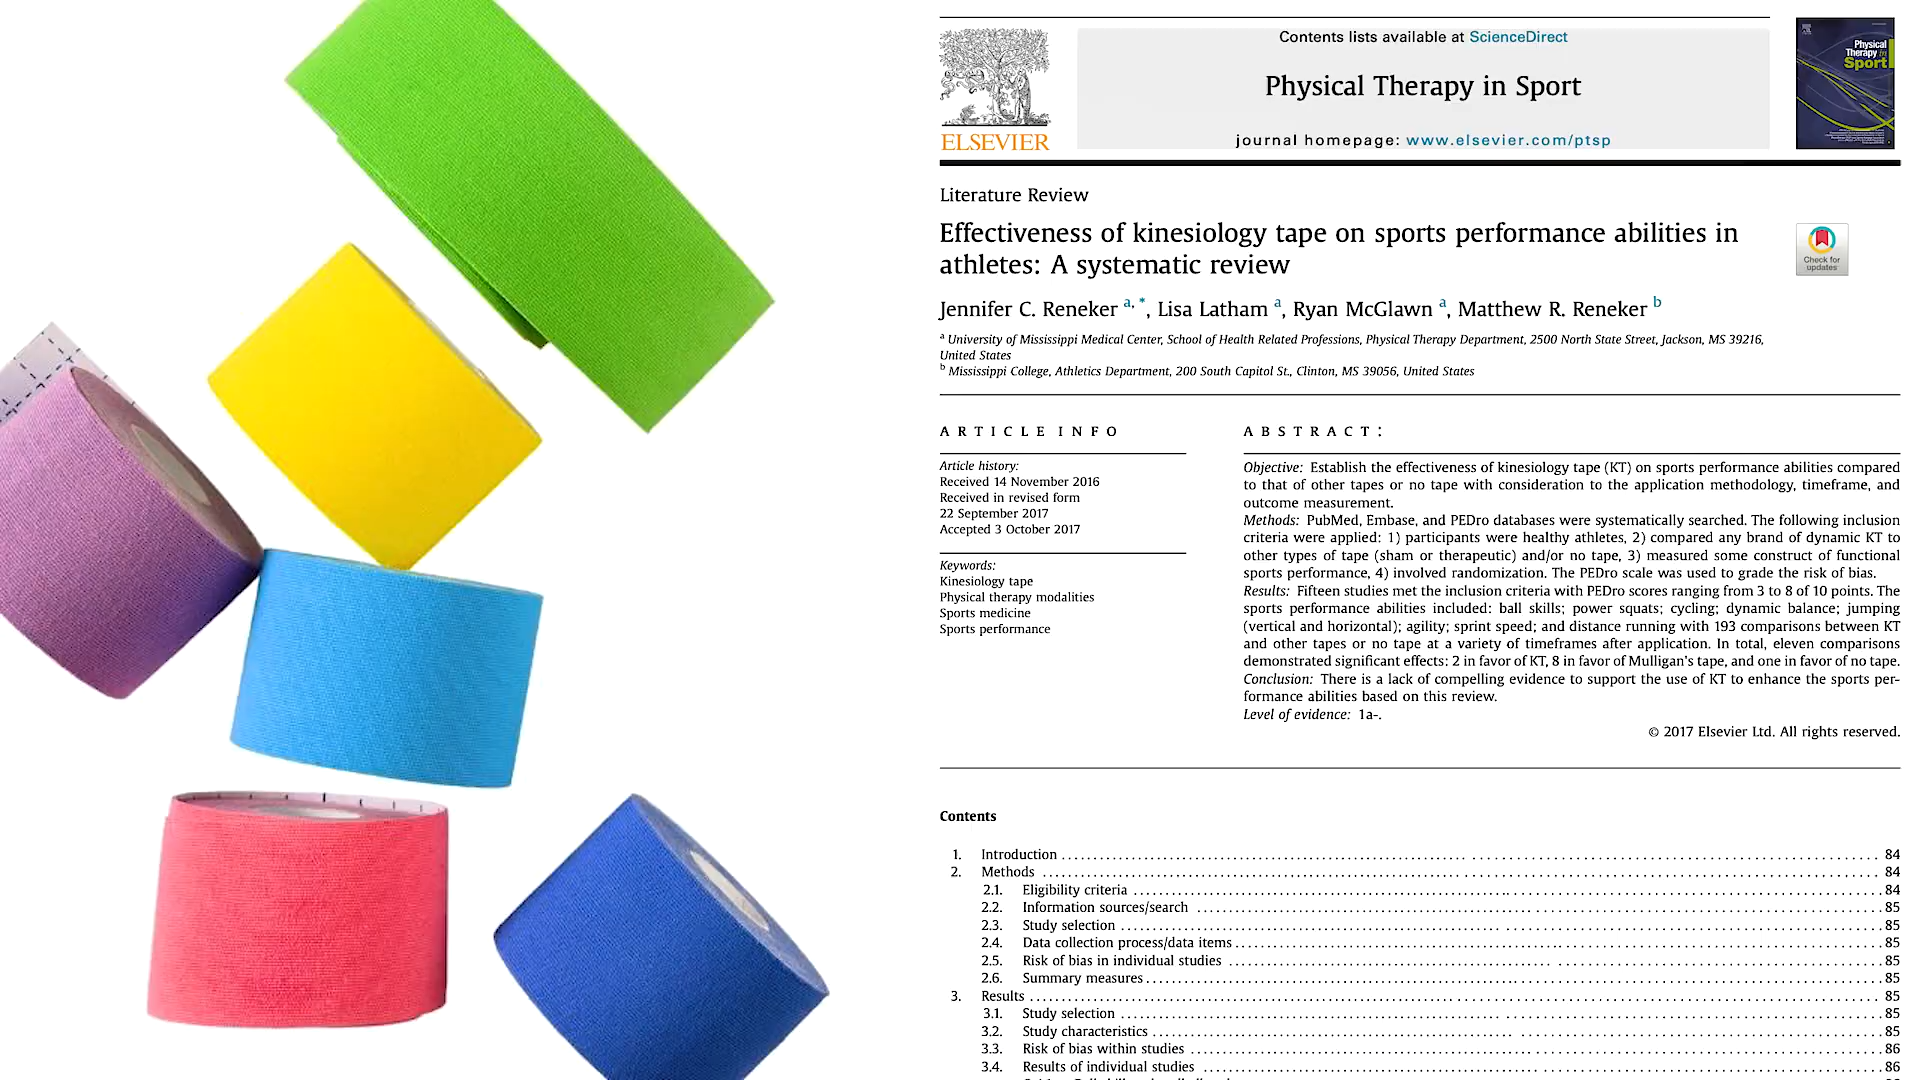 Contents lists available at ScienceDirect
Physical Therapy in Sport
journal homepage: www.elsevier.com/ptsp
ELSEVIER
Physical
Therapy in
Sport
Literature Review
Effectiveness of kinesiology tape on sports performance abilities in
athletes: A systematic review
Check for
updates
Jennifer C. Reneker a, *, Lisa Latham a, Ryan McGlawn a, Matthew R. Reneker b
a University of Mississippi Medical Center, School of Health Related Professions, Physical Therapy Department, 2500 North State Street, Jackson, MS 39216,
United States
b Mississippi College, Athletics Department, 200 South Capitol St., Clinton, MS 39056, United States
ARTICLE INFO
Article history:
Received 14 November 2016
Received in revised form
22 September 2017
Accepted 3 October 2017
Keywords:
Kinesiology tape
Physical therapy modalities
Sports medicine
Sports performance
ABSTRACT:
Objective: Establish the effectiveness of kinesiology tape (KT) on sports performance abilities compared
to that of other tapes or no tape with consideration to the application methodology, timeframe, and
outcome measurement.
Methods: PubMed, Embase, and PEDro databases were systematically searched. The following inclusion
criteria were applied: 1) participants were healthy athletes, 2) compared any brand of dynamic KT to
other types of tape (sham or therapeutic) and/or no tape, 3) measured some construct of functional
sports performance, 4) involved randomization. The PEDro scale was used to grade the risk of bias.
Results: Fifteen studies met the inclusion criteria with PEDro scores ranging from 3 to 8 of 10 points. The
sports performance abilities included: ball skills; power squats; cycling; dynamic balance; jumping
(vertical and horizontal); agility; sprint speed; and distance running with 193 comparisons between KT
and other tapes or no tape at a variety of timeframes after application. In total, eleven comparisons
demonstrated significant effects: 2 in favor of KT, 8 in favor of Mulligan's tape, and one in favor of no tape.
Conclusion: There is a lack of compelling evidence to support the use of KT to enhance the sports per-
formance abilities based on this review.
Level of evidence: 1a-.
© 2017 Elsevier Ltd. All rights reserved.
Contents
1. Introduction 84
2. Methods 84
2.1. Eligibility criteria 84
2.2. Information sources/search 85
2.3. Study selection 85
2.4. Data collection process/data items 85
2.5. Risk of bias in individual studies 85
2.6. Summary measures 85
3. Results 85
3.1. Study selection 85
3.2. Study characteristics 85
3.3. Risk of bias within studies 86
3.4. Results of individual studies 86